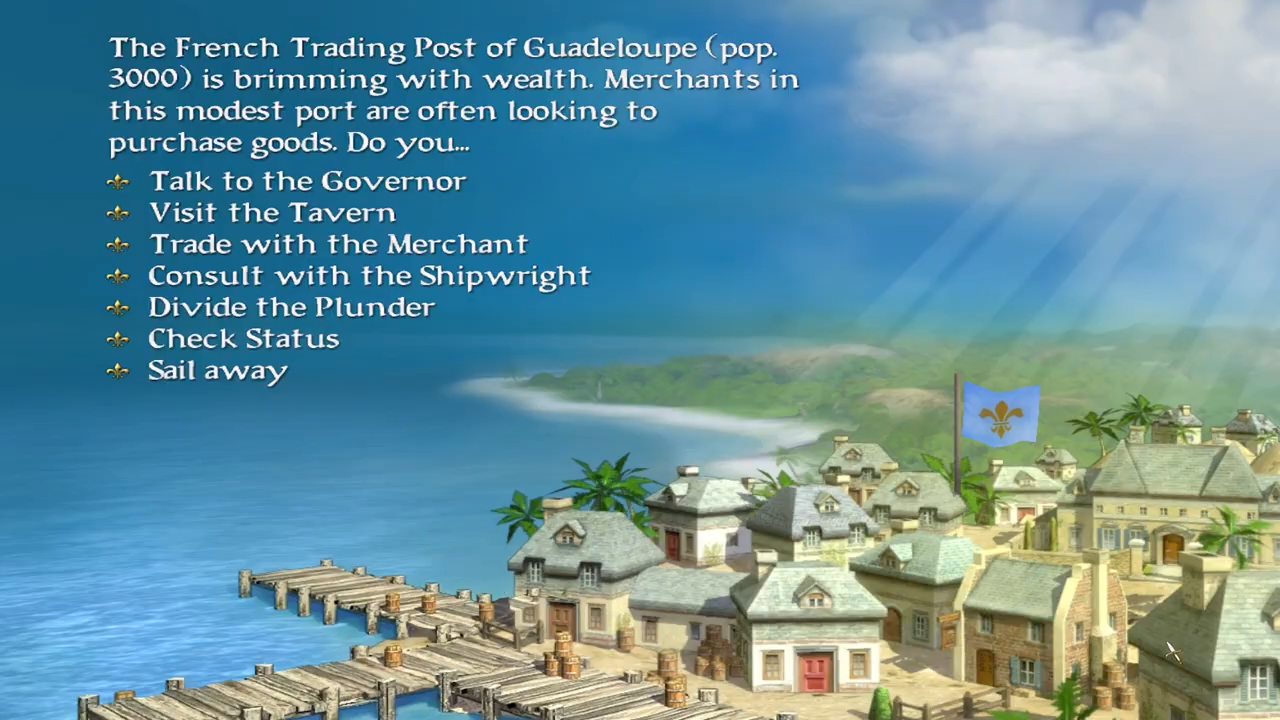 The French Trading Post of Guadeloupe (pop.
3000) is brimming with wealth. Merchants in
this modest port are often looking to
purchase goods. Do you...
Talk to the Governor
Visit the Tavern
Trade with the Merchant
Consult with the Shipwright
Divide the Plunder
Check Status
Sail away